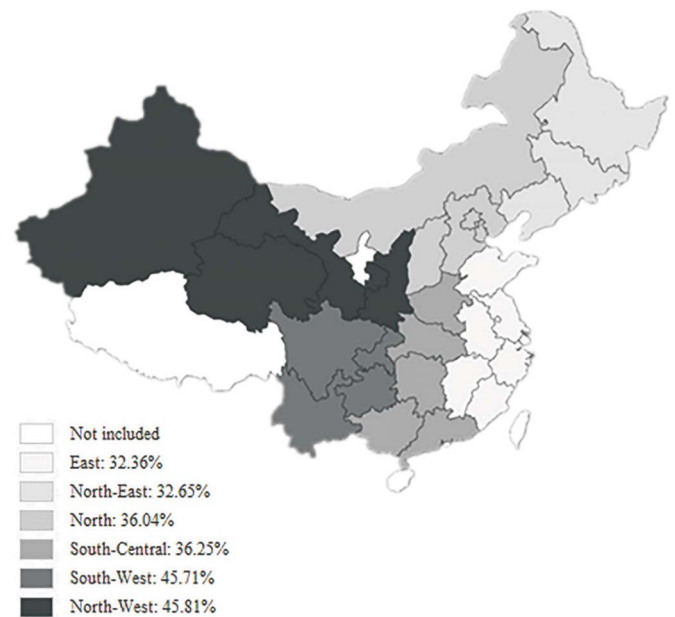 Not included
East: 32.36%
North-East: 32.65%
North: 36.04%
South-Central: 36.25%
South-West: 45.71%
North-West: 45.81%